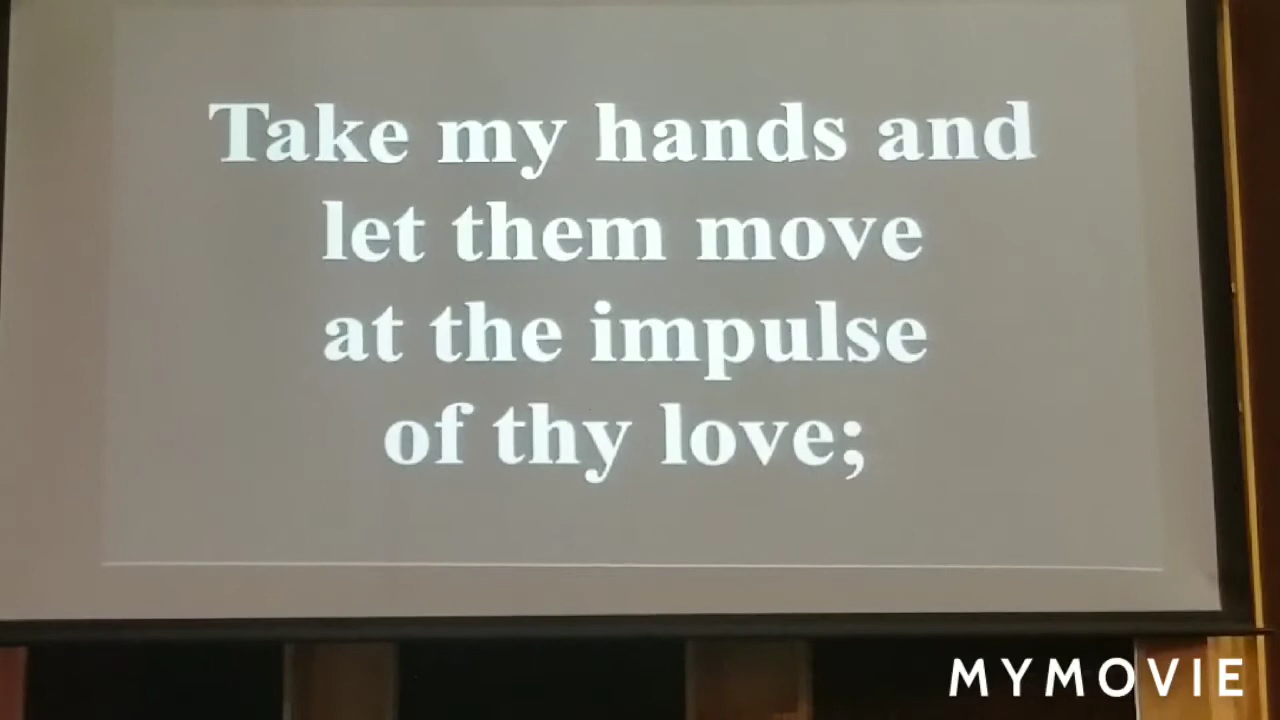 Take my hands and
let them move
at the impulse
of thy love;
MYMOVIE